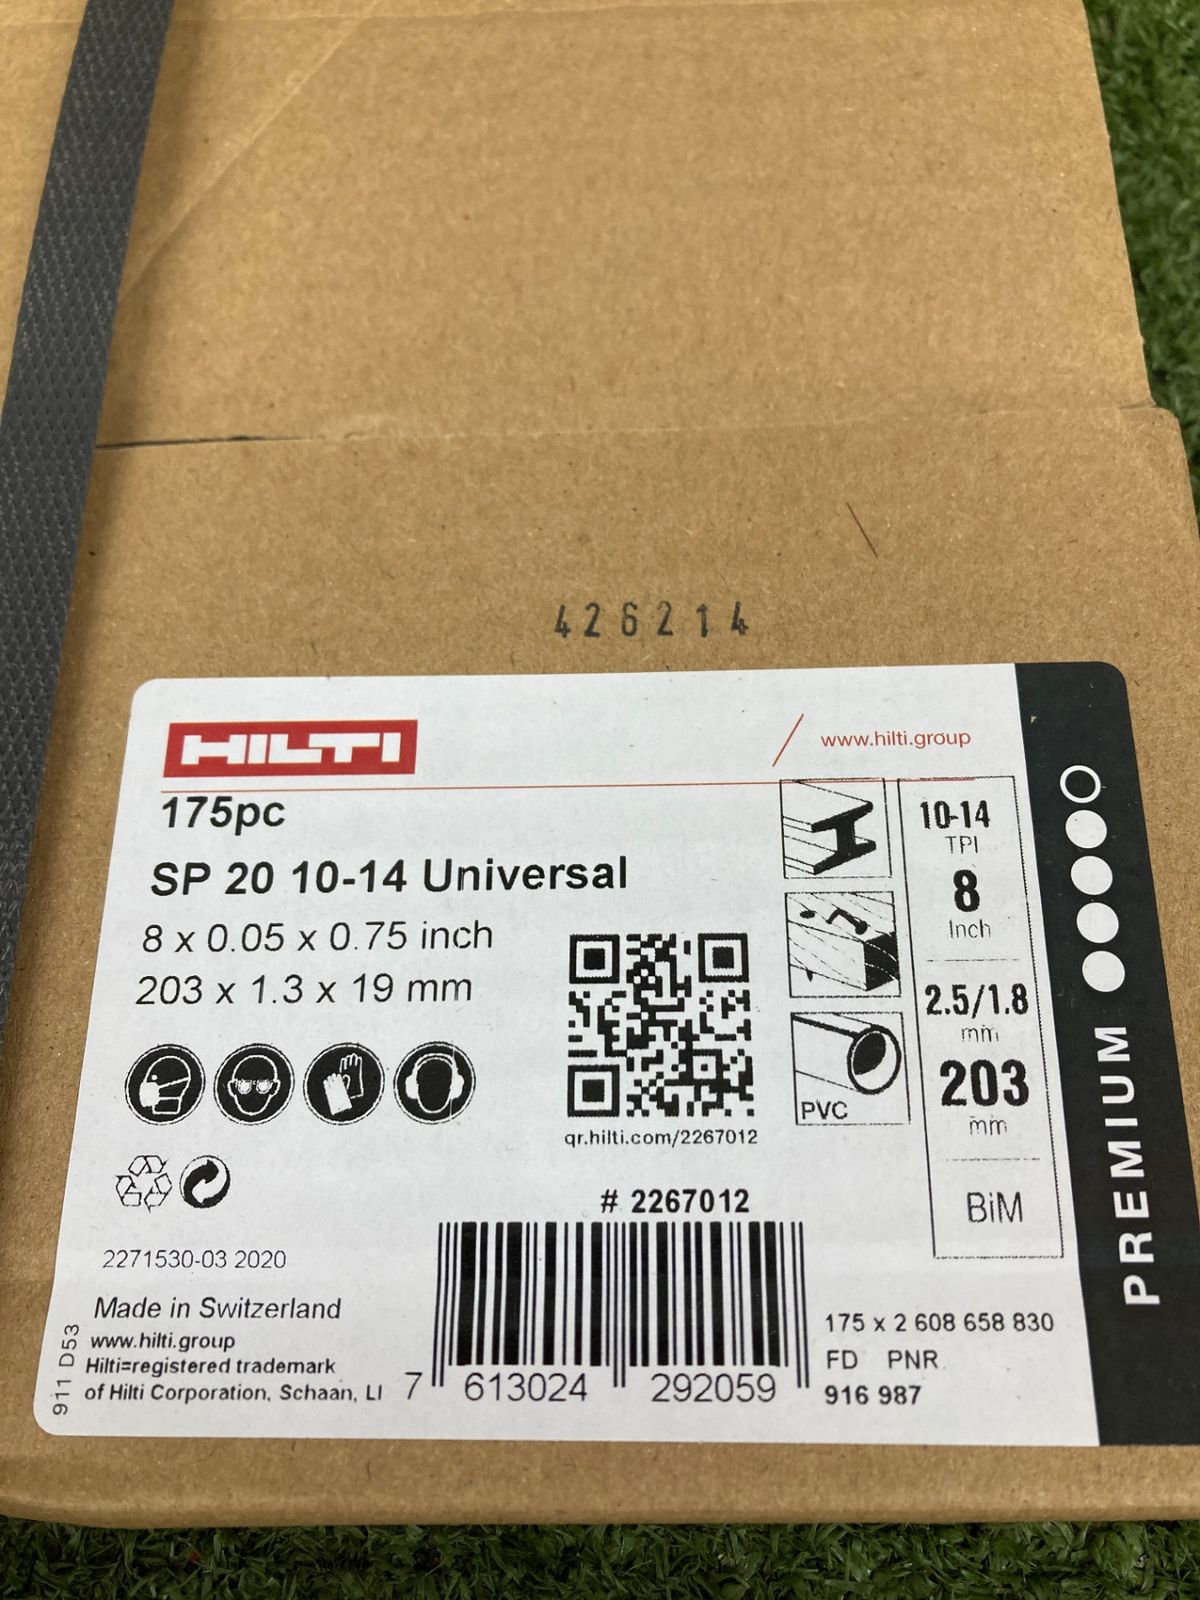 426214
HILTI
www.hilti.group
175pc
SP 20 10-14 Universal
8 x 0.05 x 0.75 inch
203 x 1.3 x 19 mm
10-14
TPI
8
Inch
2.5/1.8
mm
203
mm
BiM
PVC
PREMIUM
qr.hilti.com/2267012
# 2267012
2271530-03 2020
Made in Switzerland
www.hilti.group
Hilti=registered trademark
of Hilti Corporation, Schaan, LI
911 D53
7 613024 292059
175 x 2 608 658 830
FD PNR
916 987